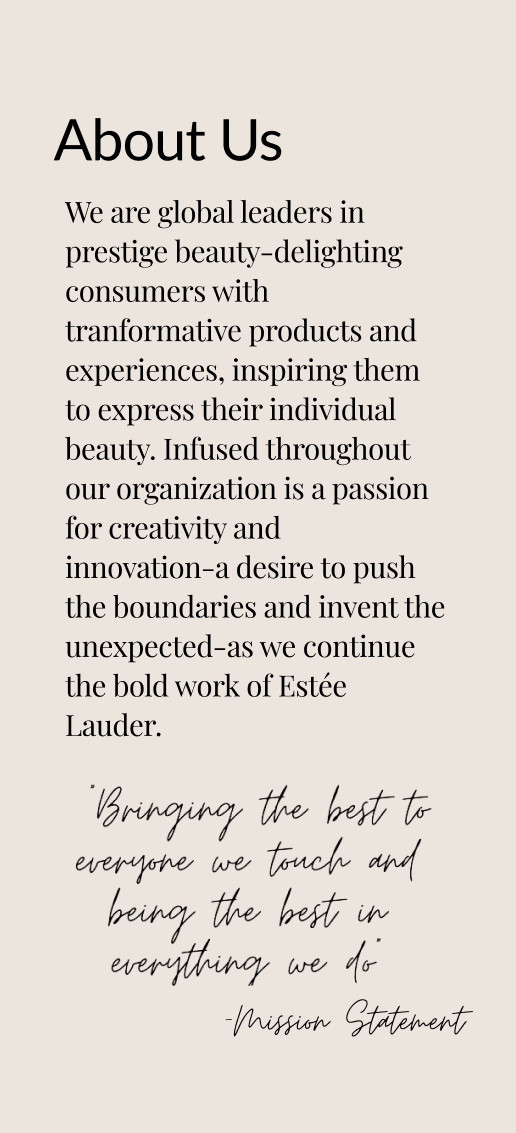 About Us
We are global leaders in
prestige beauty-delighting
consumers with
tranformative products and
experiences, inspiring them
to express their individual
beauty. Infused throughout
our organization is a passion
for creativity and
innovation-a desire to push
the boundaries and invent the
unexpected-as we continue
the bold work of Estée
Lauder.
"Bringing the best to
everyone we touch and
being the best in
everything we do"
-Mission Statement